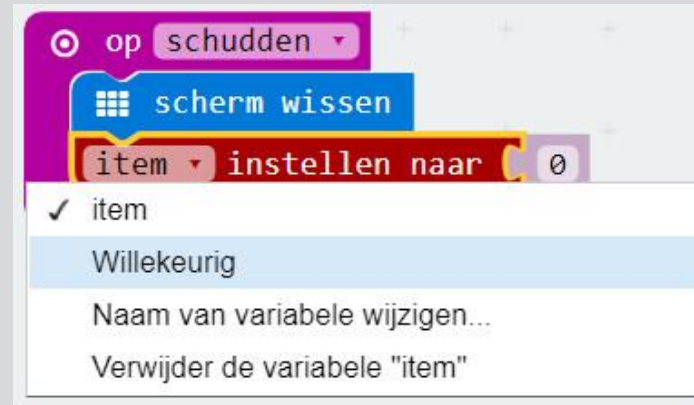 op schudden
scherm wissen
item instellen naar 0
item
Willekeurig
Naam van variabele wijzigen...
Verwijder de variabele "item"